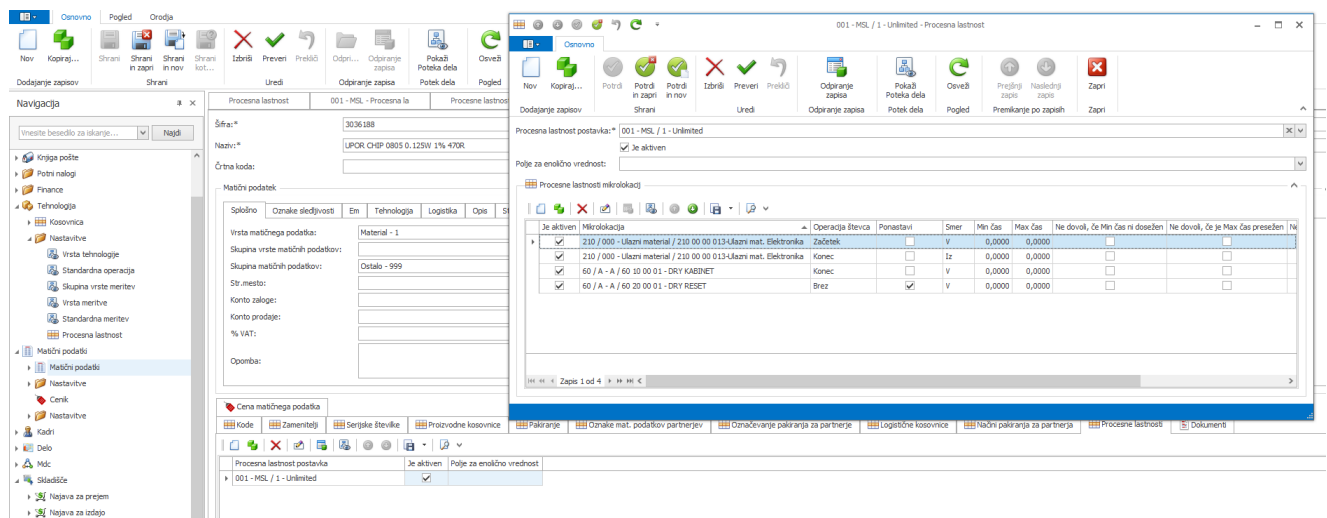 Osnovno Pogled Orodja
Nov Kopiraj... Shrani Shrani in zapri Shrani in nov Shrani kot... Izbriši Preveri Prekliči Odpri... Odpiranje zapisa Pokaži Poteka dela Osveži
Dodajanje zapisov Shrani Uredi Odpiranje zapisa Potek dela Pogled
Navigacija
Vnesite besedilo za iskanje... Najdi
Knjiga pošte
Potni nalogi
Finance
Tehnologija
Kosovnica
Nastavitve
Vrsta tehnologije
Standardna operacija
Skupina vrste meritev
Vrsta meritve
Standardna meritev
Procesna lastnost
Matični podatki
Matični podatki
Nastavitve
Cenik
Nastavitve
Kadri
Delo
Mdc
Skladišče
Najava za prejem
Najava za izdajo
Procesna lastnost 001 - MSL - Procesna la Procesne lastnos
Šifra:* 3036188
Naziv:* UPOR CHIP 0805 0.125W 1% 470R
Črtna koda:
Matični podatek
Splošno Oznake sledljivosti Em Tehnologija Logistika Opis
Vrsta matičnega podatka: Material - 1
Skupina vrste matičnih podatkov:
Skupina matičnih podatkov: Ostalo - 999
Str.mesto:
Konto zaloge:
Konto prodaje:
% VAT:
Opomba:
Cena matičnega podatka
Kode Zamenitelji Serijske številke Proizvodne kosovnice Pakiranje Oznake mat. podatkov partnerjev Označevanje pakiranja za partnerje Logistične kosovnice Načini pakiranja za partnerja Procesne lastnosti Dokumenti
Procesna lastnost postavka Je aktiven Polje za enolično vrednost
001 - MSL / 1 - Unlimited
001 - MSL / 1 - Unlimited - Procesna lastnost
Osnovno
Nov Kopiraj... Potrdi Potrdi in zapri Potrdi in nov Izbriši Preveri Prekliči Odpiranje zapisa Pokaži Poteka dela Osveži Prejšnji zapis Naslednji zapis Zapri
Dodajanje zapisov Shrani Uredi Odpiranje zapisa Potek dela Pogled Premikanje po zapisih Zapri
Procesna lastnost postavka:* 001 - MSL / 1 - Unlimited
Je aktiven
Polje za enolično vrednost:
Procesne lastnosti mikrolokacij
Je aktiven Mikrolokacija Operacija števca Ponastavi Smer Min čas Max čas Ne dovoli, če Min čas ni dosežen Ne dovoli, če je Max čas presežen Ne
210 / 000 - Ulazni material / 210 00 00 013-Ulazni mat. Elektronika Začetek V 0,0000 0,0000
210 / 000 - Ulazni material / 210 00 00 013-Ulazni mat. Elektronika Konec Iz 0,0000 0,0000
60 / A - A / 60 10 00 01 - DRY KABINET Konec V 0,0000 0,0000
60 / A - A / 60 20 00 01 - DRY RESET Brez V 0,0000 0,0000
Zapis 1 od 4